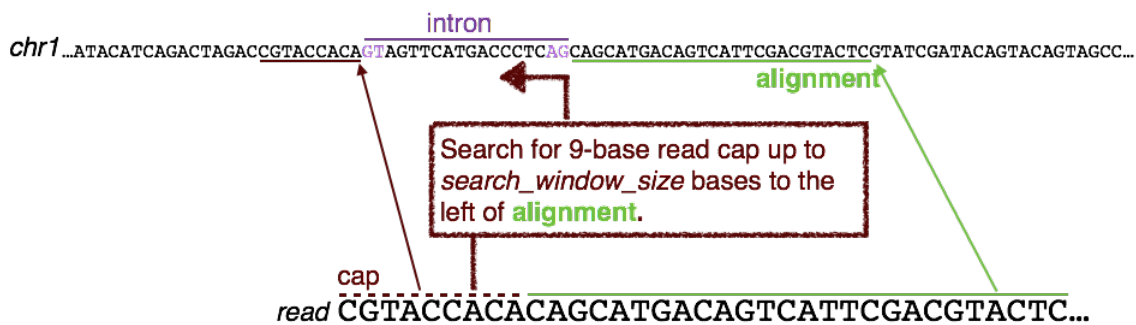 intron
chr1 ...ATACATCAGACTAGACCGTACCACAGTAGTTCATGACCCTCAGCAGCATGACAGTCATTCGACGTACTCGTATCGATACAGTACAGTAGCC...
alignment
Search for 9-base read cap up to
search_window_size bases to the
left of alignment.
cap
read CGTACCACACAGCATGACAGTCATTCGACGTACTC...